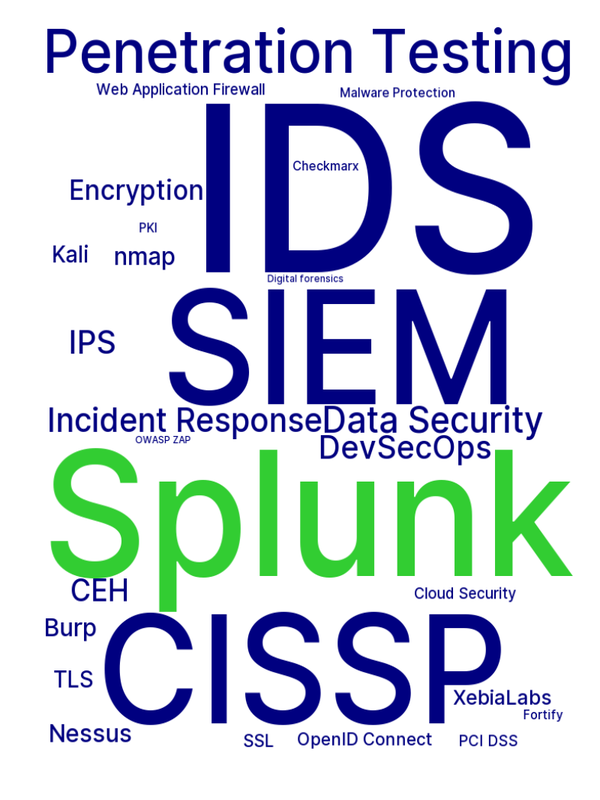 Penetration Testing
Web Application Firewall
Malware Protection
IDS
Checkmarx
Encryption
PKI
Kali
nmap
Digital forensics
SIEM
IPS
Incident Response
Data Security
OWASP ZAP
DevSecOps
Splunk
CEH
Cloud Security
Burp
CISSP
TLS
XebiaLabs
Fortify
Nessus
SSL
OpenID Connect
PCI DSS